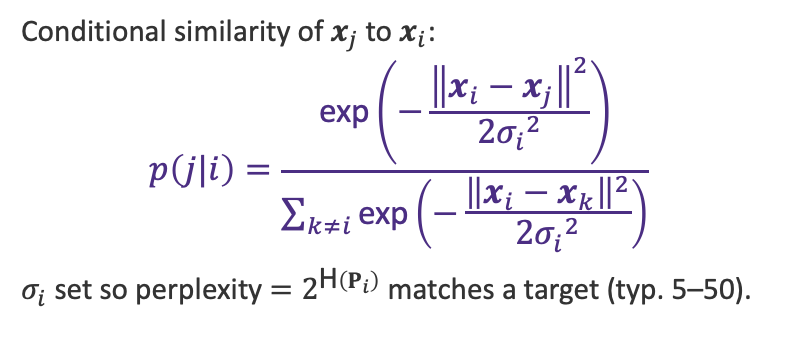 Conditional similarity of 𝒙ⱼ to 𝒙ᵢ:
p(j|i) = exp(−‖𝒙ᵢ − 𝒙ⱼ‖² / 2σᵢ²) / ∑ₖ≠ᵢ exp(−‖𝒙ᵢ − 𝒙ₖ‖² / 2σᵢ²)
σᵢ set so perplexity = 2^H(𝐏ᵢ) matches a target (typ. 5–50).